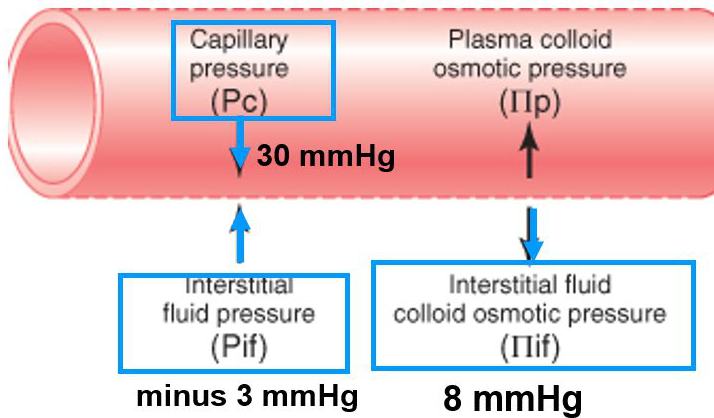 Capillary
pressure
(Pc)
30 mmHg
Plasma colloid
osmotic pressure
(Πp)
Interstitial
fluid pressure
(Pif)
minus 3 mmHg
Interstitial fluid
colloid osmotic pressure
(Πif)
8 mmHg